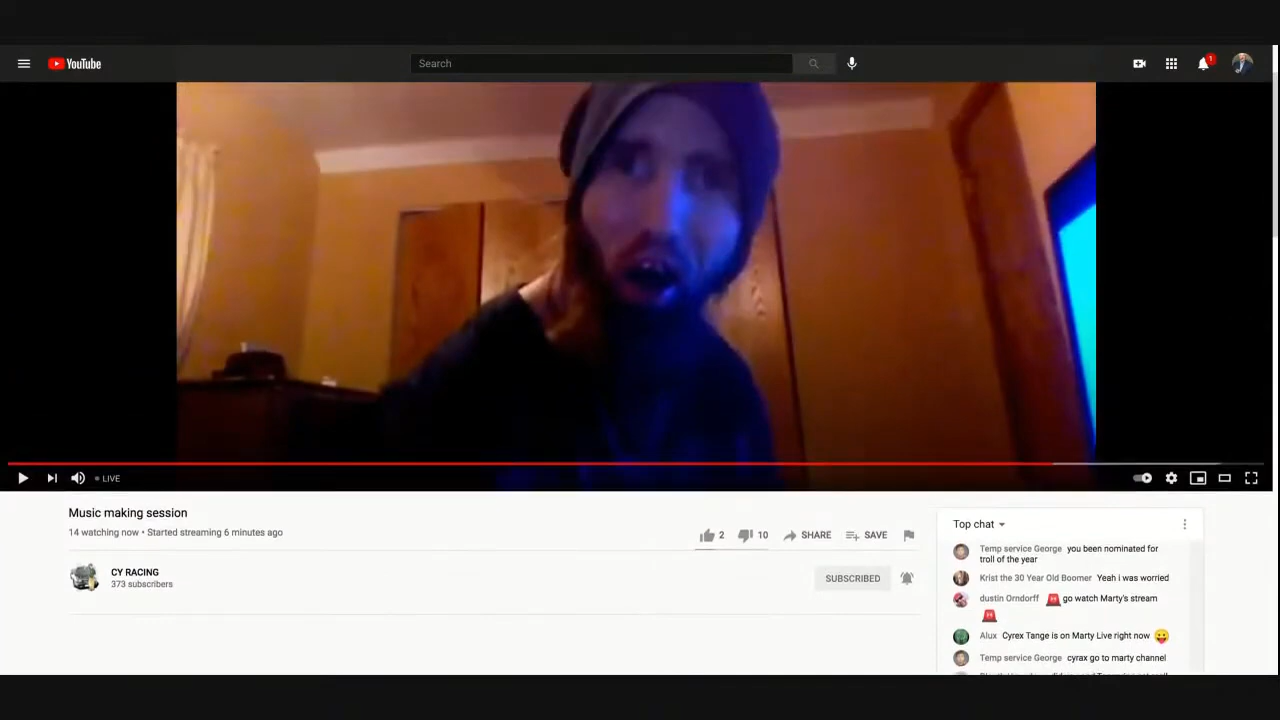 YouTube
Search
1
LIVE
Music making session
14 watching now • Started streaming 6 minutes ago
2
10
SHARE
SAVE
CY RACING
373 subscribers
SUBSCRIBED
Top chat
Temp service George you been nominated for
troll of the year
Krist the 30 Year Old Boomer Yeah i was worried
dustin Orndorff go watch Marty's stream
Alux Cyrex Tange is on Marty Live right now
Temp service George cyrax go to marty channel